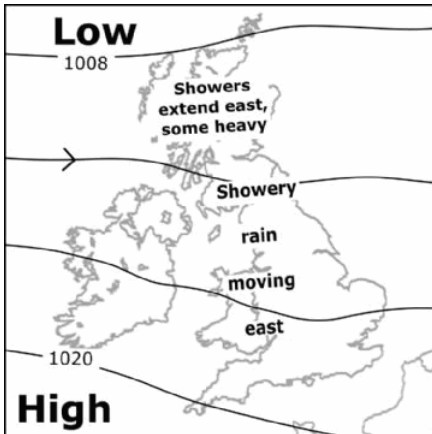 Low
1008
Showers
extend east,
some heavy
Showery
rain
moving
east
1020
High